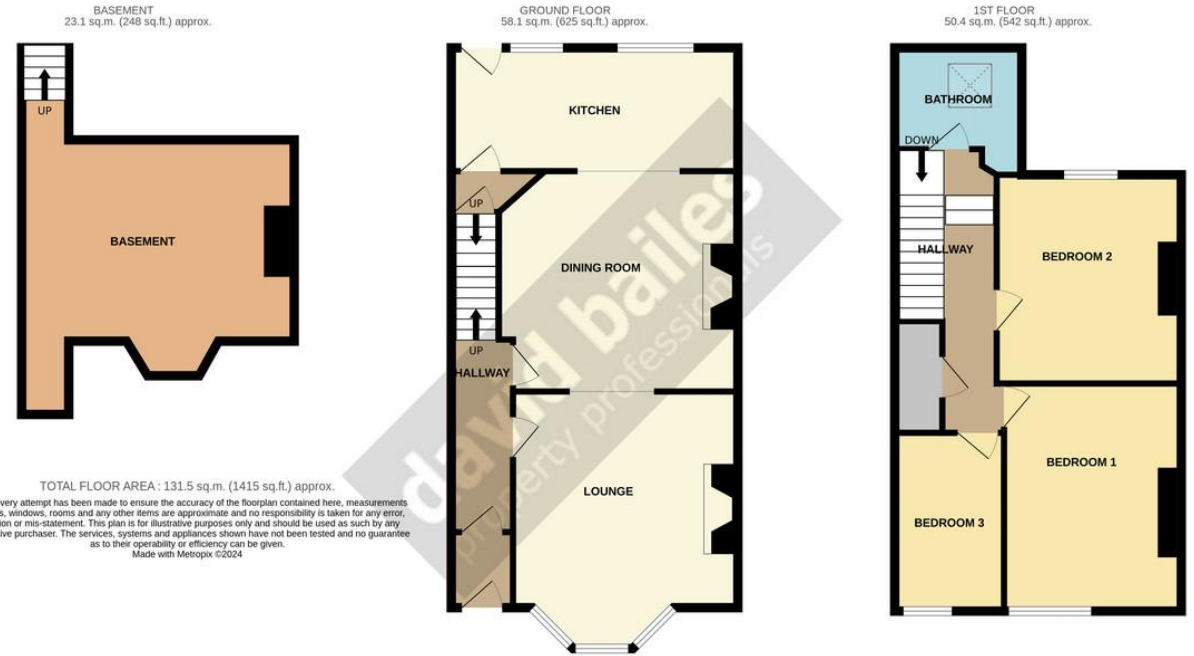 BASEMENT
23.1 sq.m. (248 sq.ft.) approx.
GROUND FLOOR
58.1 sq.m. (625 sq.ft.) approx.
1ST FLOOR
50.4 sq.m. (542 sq.ft.) approx.
UP
BASEMENT
KITCHEN
UP
DINING ROOM
UP
HALLWAY
LOUNGE
BATHROOM
DOWN
HALLWAY
BEDROOM 2
BEDROOM 1
BEDROOM 3
david bailes
property professionals
TOTAL FLOOR AREA : 131.5 sq.m. (1415 sq.ft.) approx.
very attempt has been made to ensure the accuracy of the floorplan contained here, measurements
s, windows, rooms and any other items are approximate and no responsibility is taken for any error,
ion or mis-statement. This plan is for illustrative purposes only and should be used as such by any
ive purchaser. The services, systems and appliances shown have not been tested and no guarantee
as to their operability or efficiency can be given.
Made with Metropix ©2024